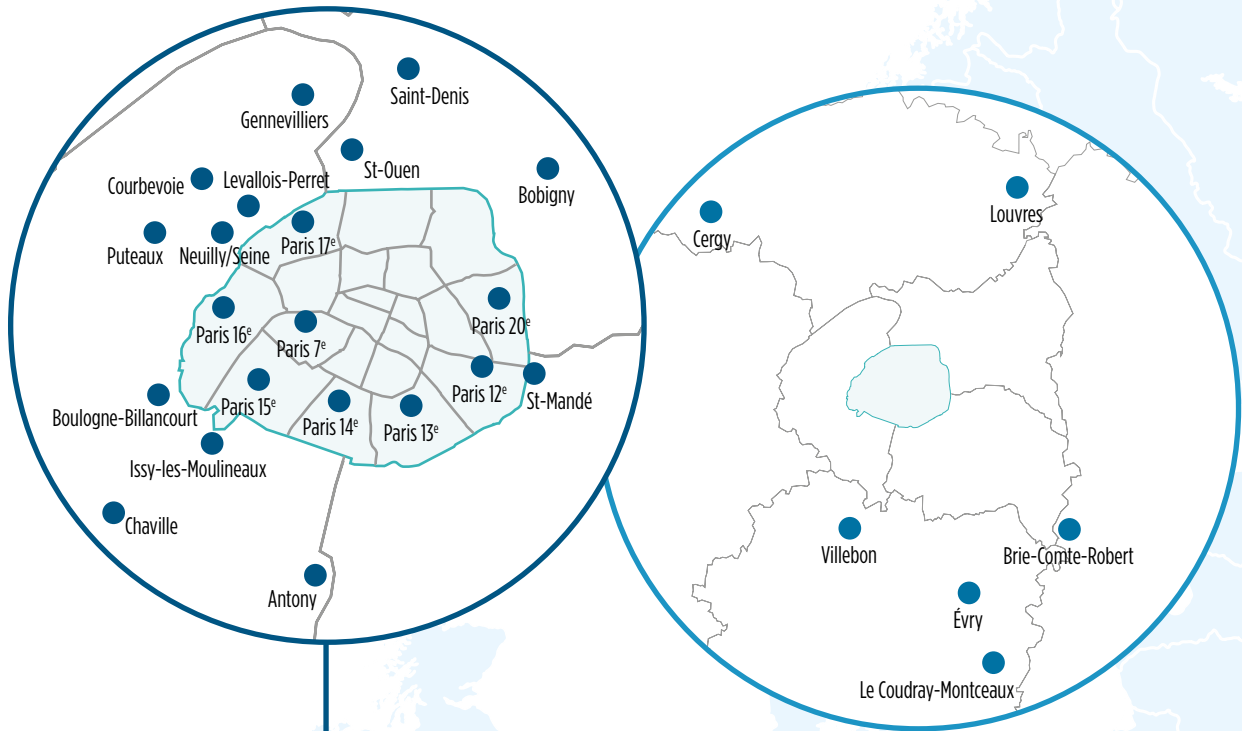 Saint-Denis
Gennevilliers
St-Ouen
Courbevoie
Levallois-Perret
Bobigny
Puteaux
Neuilly/Seine
Paris 17e
Paris 16e
Paris 7e
Paris 20e
Boulogne-Billancourt
Paris 15e
Paris 14e
Paris 13e
Paris 12e
St-Mandé
Issy-les-Moulineaux
Chaville
Antony
Louvres
Cergy
Villebon
Brie-Comte-Robert
Évry
Le Coudray-Montceaux